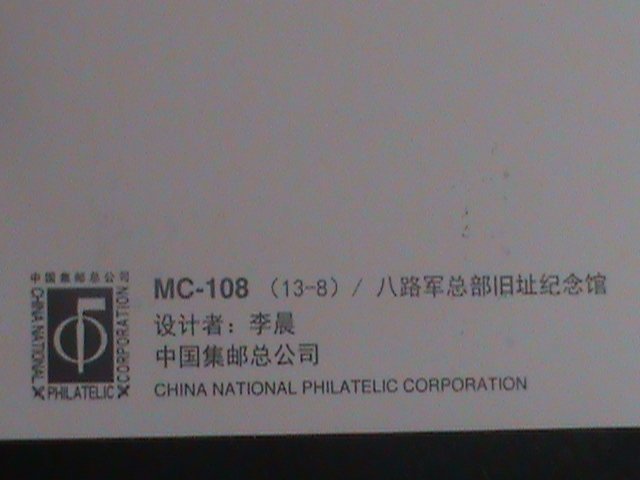 中国集邮总公司
CHINA NATIONAL
PHILATELIC
CORPORATION
MC-108 (13-8) / 八路军总部旧址纪念馆
设计者：李晨
中国集邮总公司
CHINA NATIONAL PHILATELIC CORPORATION